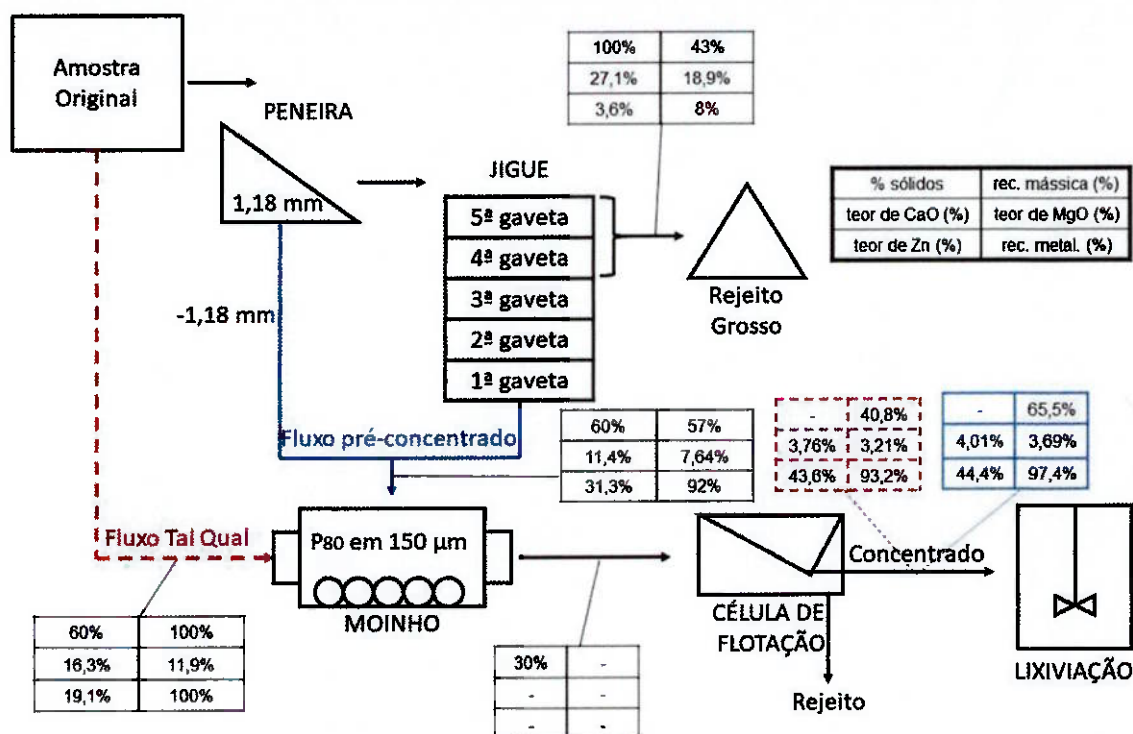 Amostra
Original
PENEIRA
1,18 mm
-1,18 mm
JIGUE
5ª gaveta
4ª gaveta
3ª gaveta
2ª gaveta
1ª gaveta
100% 43%
27,1% 18,9%
3,6% 8%
Rejeito
Grosso
% sólidos rec. mássica (%)
teor de CaO (%) teor de MgO (%)
teor de Zn (%) rec. metal. (%)
Fluxo pré-concentrado
60% 57%
11,4% 7,64%
31,3% 92%
- 40,8%
3,76% 3,21%
43,6% 93,2%
- 65,5%
4,01% 3,69%
44,4% 97,4%
Fluxo Tal Qual
P80 em 150 µm
MOINHO
60% 100%
16,3% 11,9%
19,1% 100%
30% -
- -
- -
Concentrado
CÉLULA DE
FLOTAÇÃO
Rejeito
LIXIVIAÇÃO